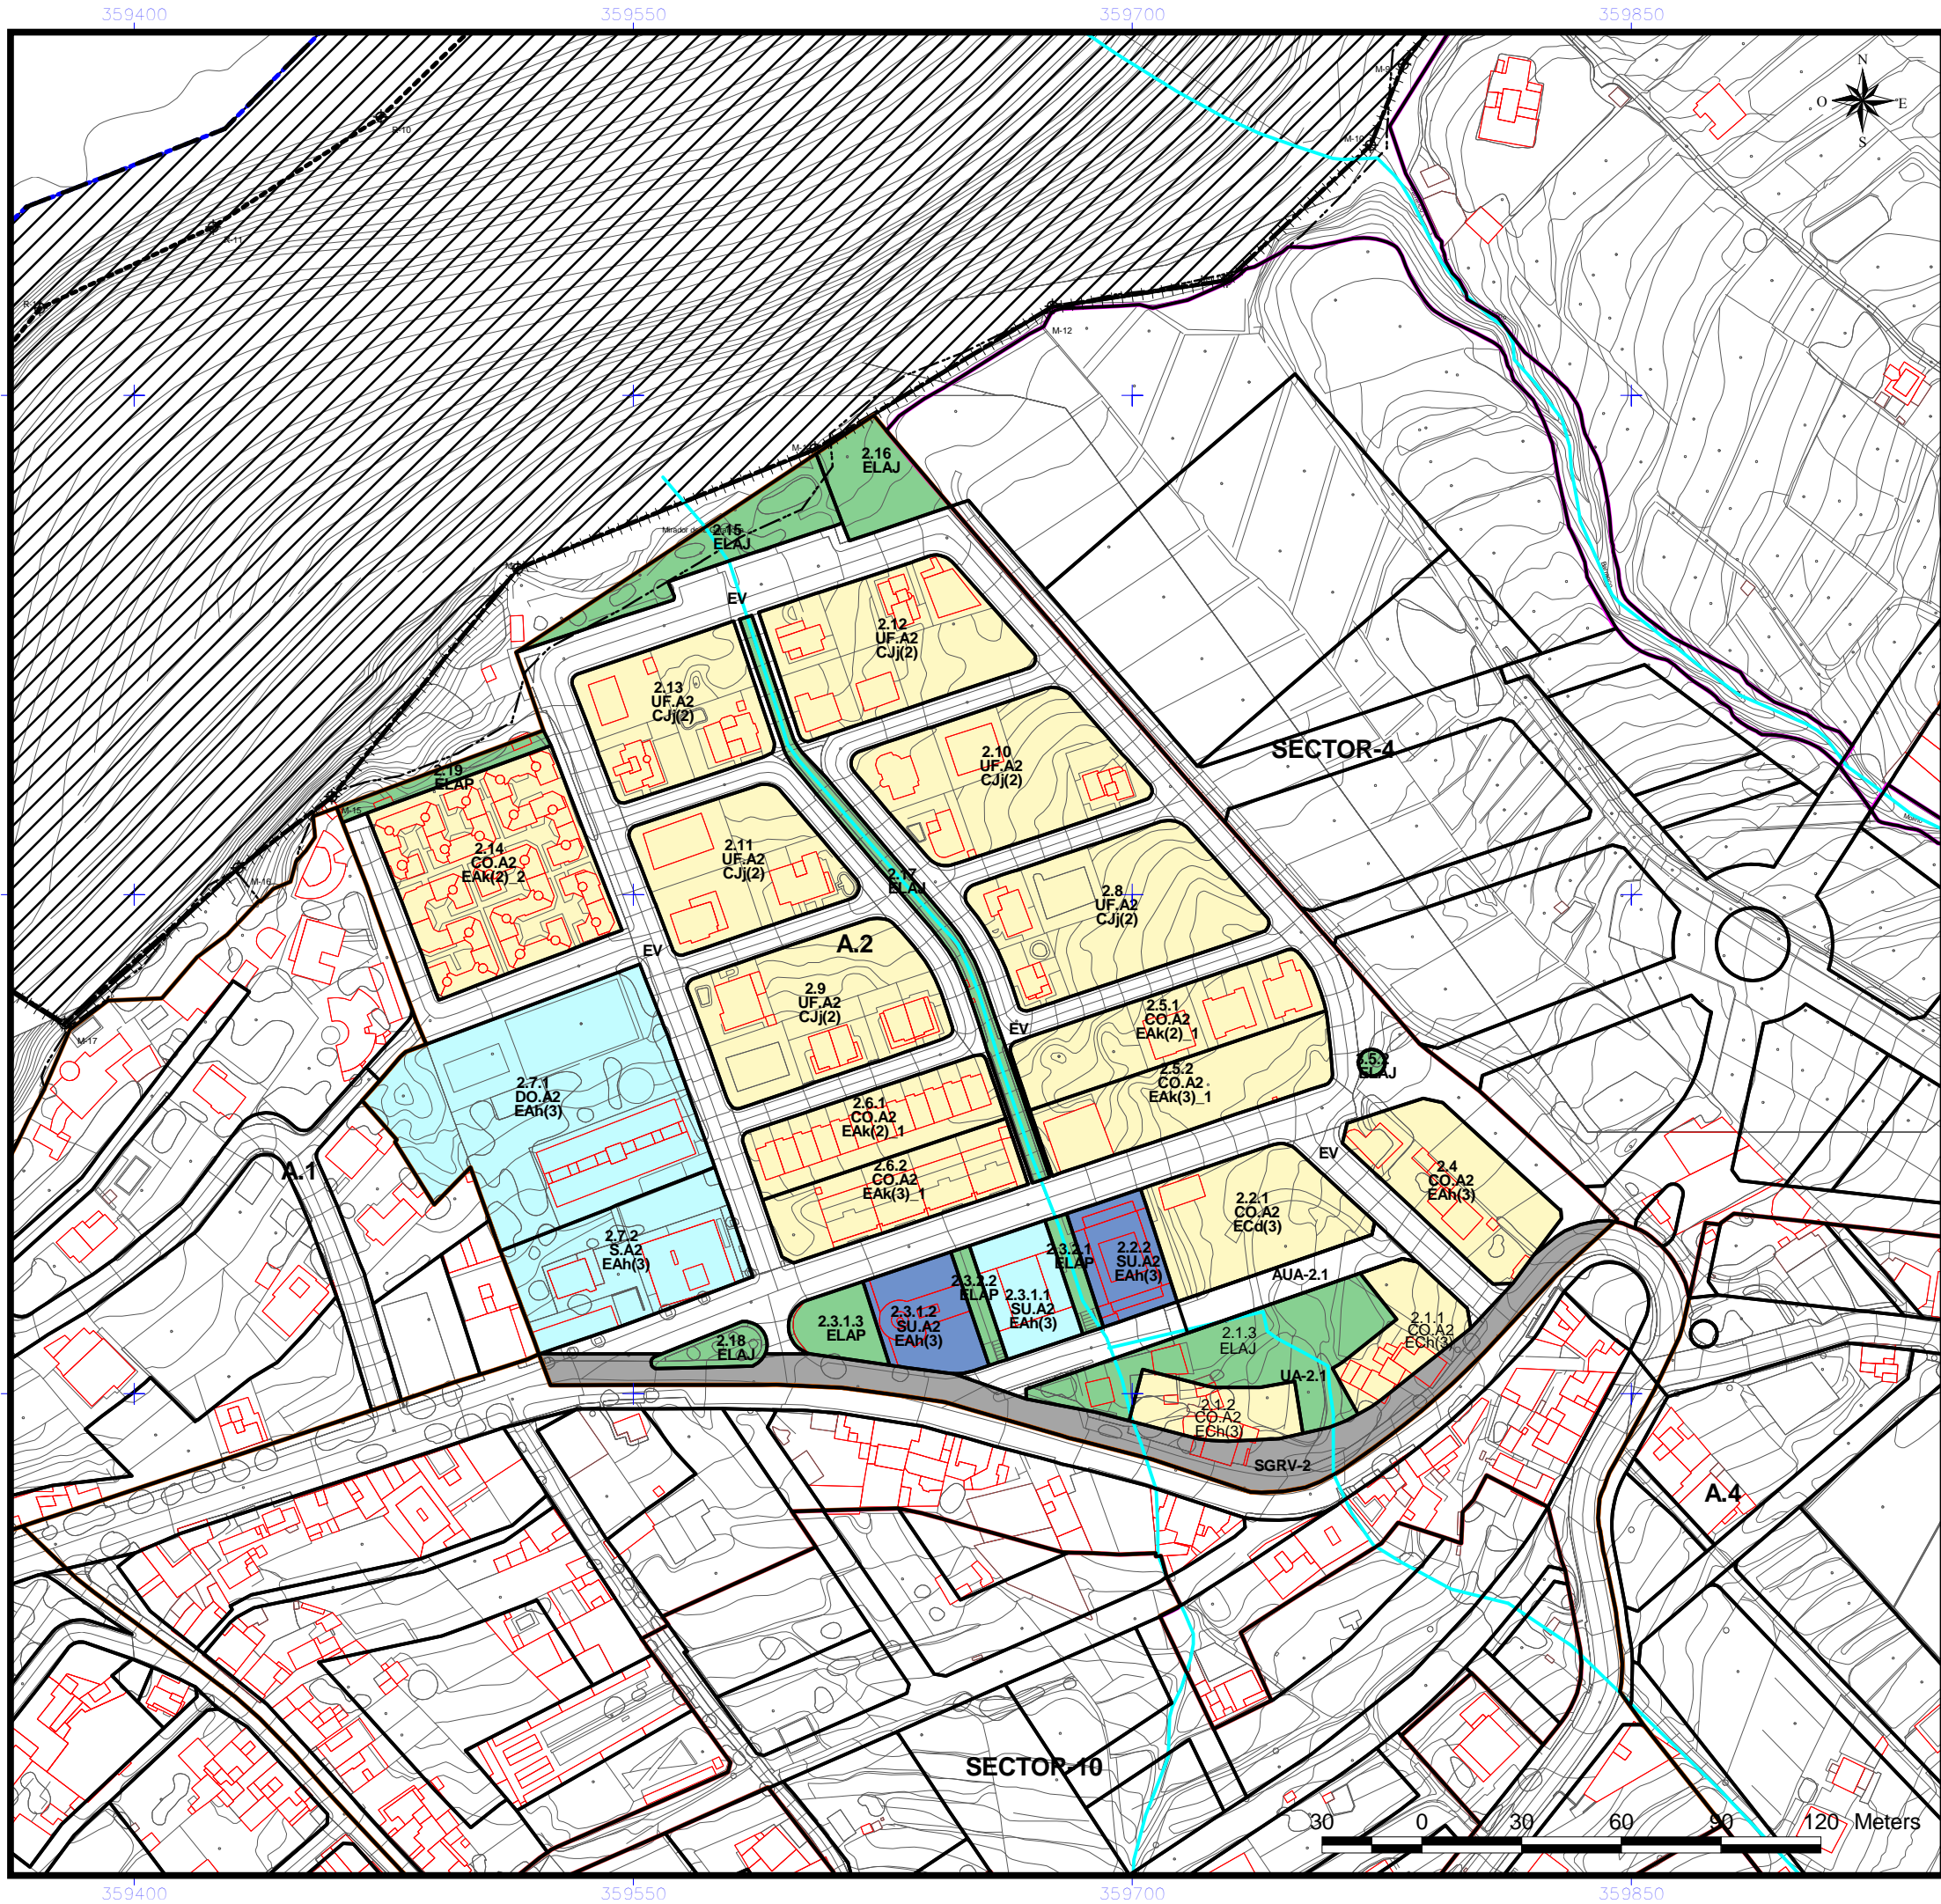 359400
359550
359700
359850
N
O
E
S
M-9
M-10
R-10
R-11
M-12
2.16
ELAJ
2.15
ELAJ
EV
2.12
UF.A2
CJj(2)
2.13
UF.A2
CJj(2)
2.10
UF.A2
CJj(2)
SECTOR-4
2.19
ELAP
M-15
2.14
CO.A2
EAk(2)_2
2.11
UF.A2
CJj(2)
2.17
ELAJ
2.8
UF.A2
CJj(2)
M-16
A.2
EV
2.9
UF.A2
CJj(2)
2.5.1
CO.A2
EAk(2)_1
EV
M-17
2.5.2
CO.A2
EAk(3)_1
ELAJ
2.7.1
DO.A2
EAh(3)
2.6.1
CO.A2
EAk(2)_1
A.1
EV
2.4
CO.A2
EAh(3)
2.6.2
CO.A2
EAk(3)_1
2.2.1
CO.A2
ECd(3)
2.7.2
S.A2
EAh(3)
2.3.2.1
ELAP
2.2.2
SU.A2
EAh(3)
AUA-2.1
2.3.2.2
ELAP
2.3.1.1
SU.A2
EAh(3)
2.3.1.2
SU.A2
EAh(3)
2.3.1.3
ELAP
2.18
ELAJ
2.1.3
ELAJ
2.1.1
CO.A2
ECh(3)
UA-2.1
2.1.2
CO.A2
ECh(3)
SGRV-2
A.4
SECTOR-10
30
0
30
60
90
120
Meters
359400
359550
359700
359850